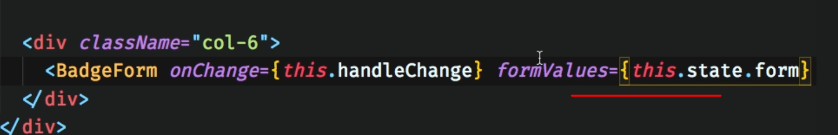 <div className="col-6">
<BadgeForm onChange={this.handleChange} formValues={this.state.form}
</div>
</div>